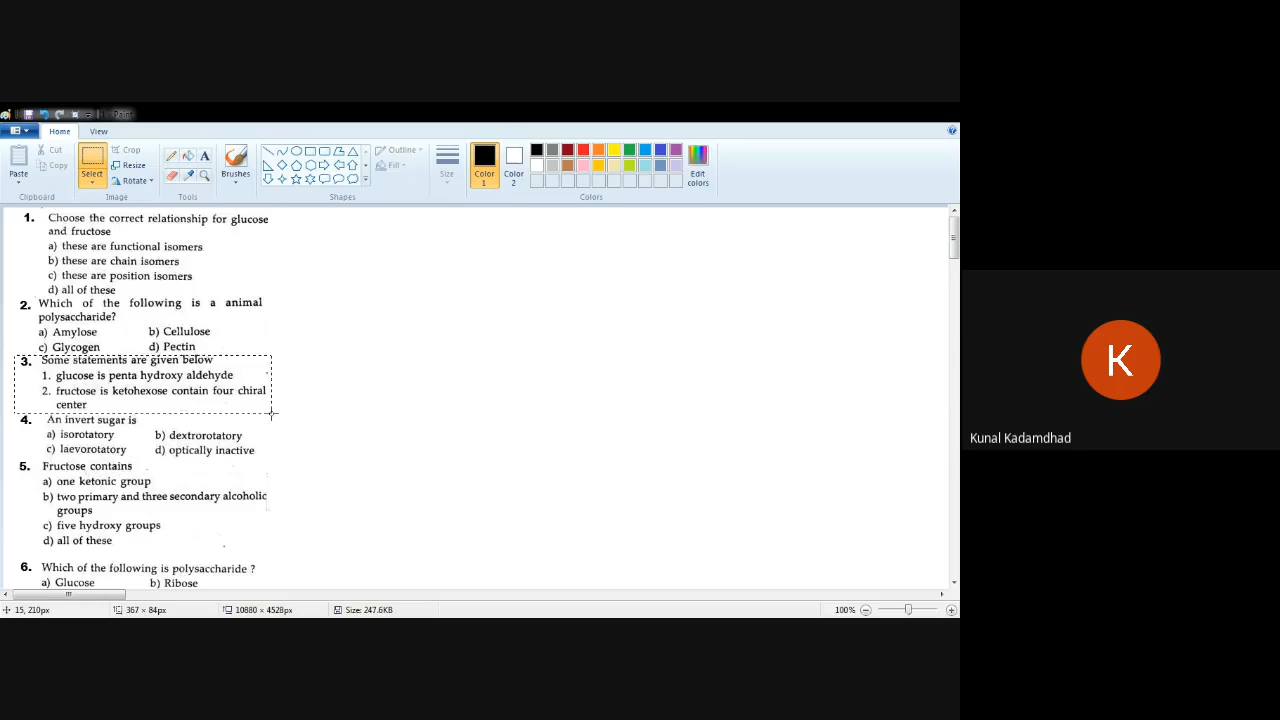 Paint
Home View
Cut
Copy
Paste
Clipboard
Crop
Resize
Rotate
Select
Image
Tools
Brushes
Outline
Fill
Shapes
Size
Color
1
Color
2
Edit
colors
Colors
1. Choose the correct relationship for glucose
and fructose
a) these are functional isomers
b) these are chain isomers
c) these are position isomers
d) all of these
2. Which of the following is a animal
polysaccharide?
a) Amylose b) Cellulose
c) Glycogen d) Pectin
3. Some statements are given below
1. glucose is penta hydroxy aldehyde
2. fructose is ketohexose contain four chiral
center
4. An invert sugar is
a) isorotatory b) dextrorotatory
c) laevorotatory d) optically inactive
5. Fructose contains
a) one ketonic group
b) two primary and three secondary alcoholic
groups
c) five hydroxy groups
d) all of these
6. Which of the following is polysaccharide ?
a) Glucose b) Ribose
15, 210px 367 × 84px 10880 × 4528px Size: 247.6KB 100%
K
Kunal Kadamdhad